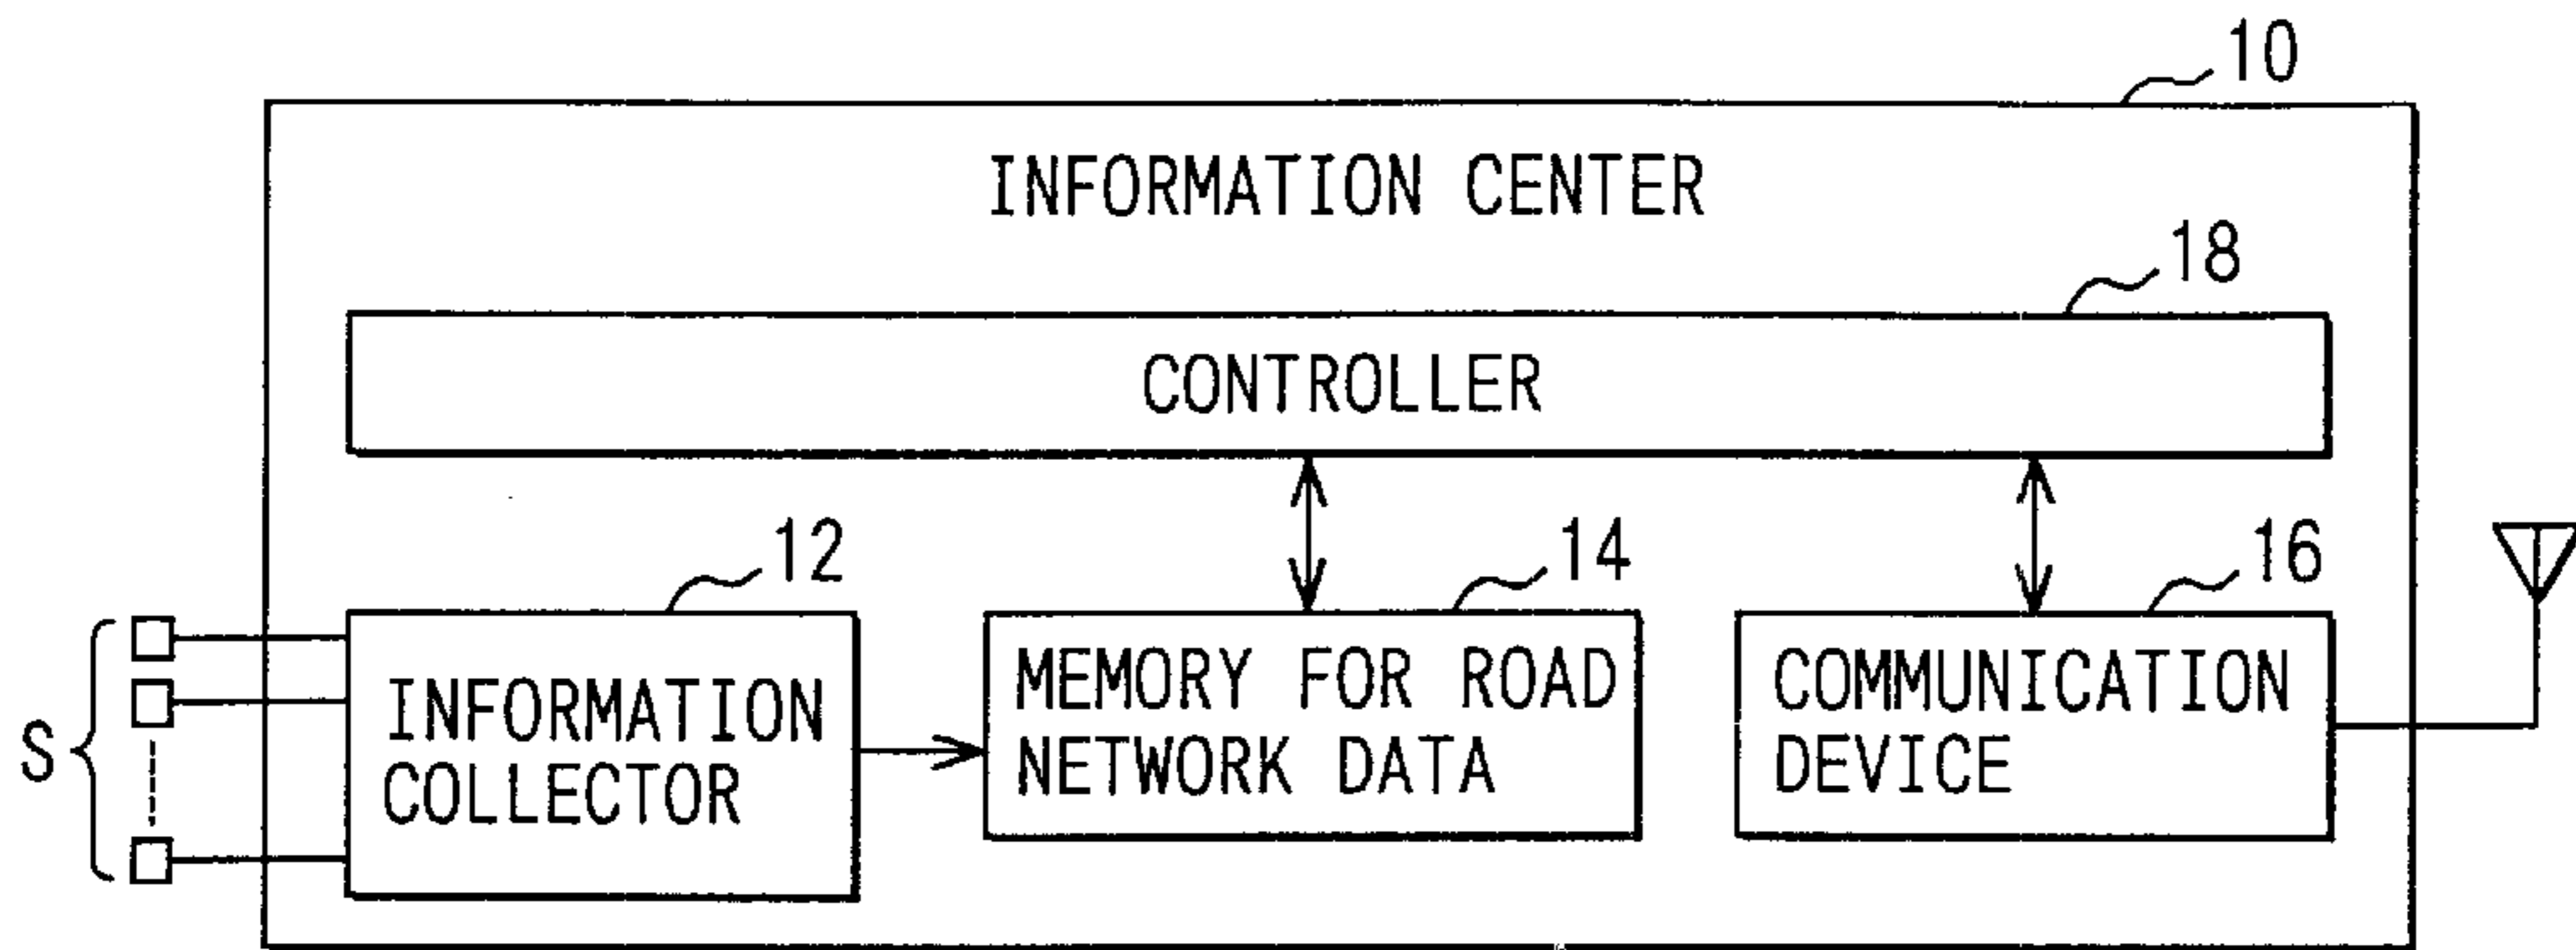 10
INFORMATION CENTER
18
CONTROLLER
12
14
16
S
INFORMATION
COLLECTOR
MEMORY FOR ROAD
NETWORK DATA
COMMUNICATION
DEVICE